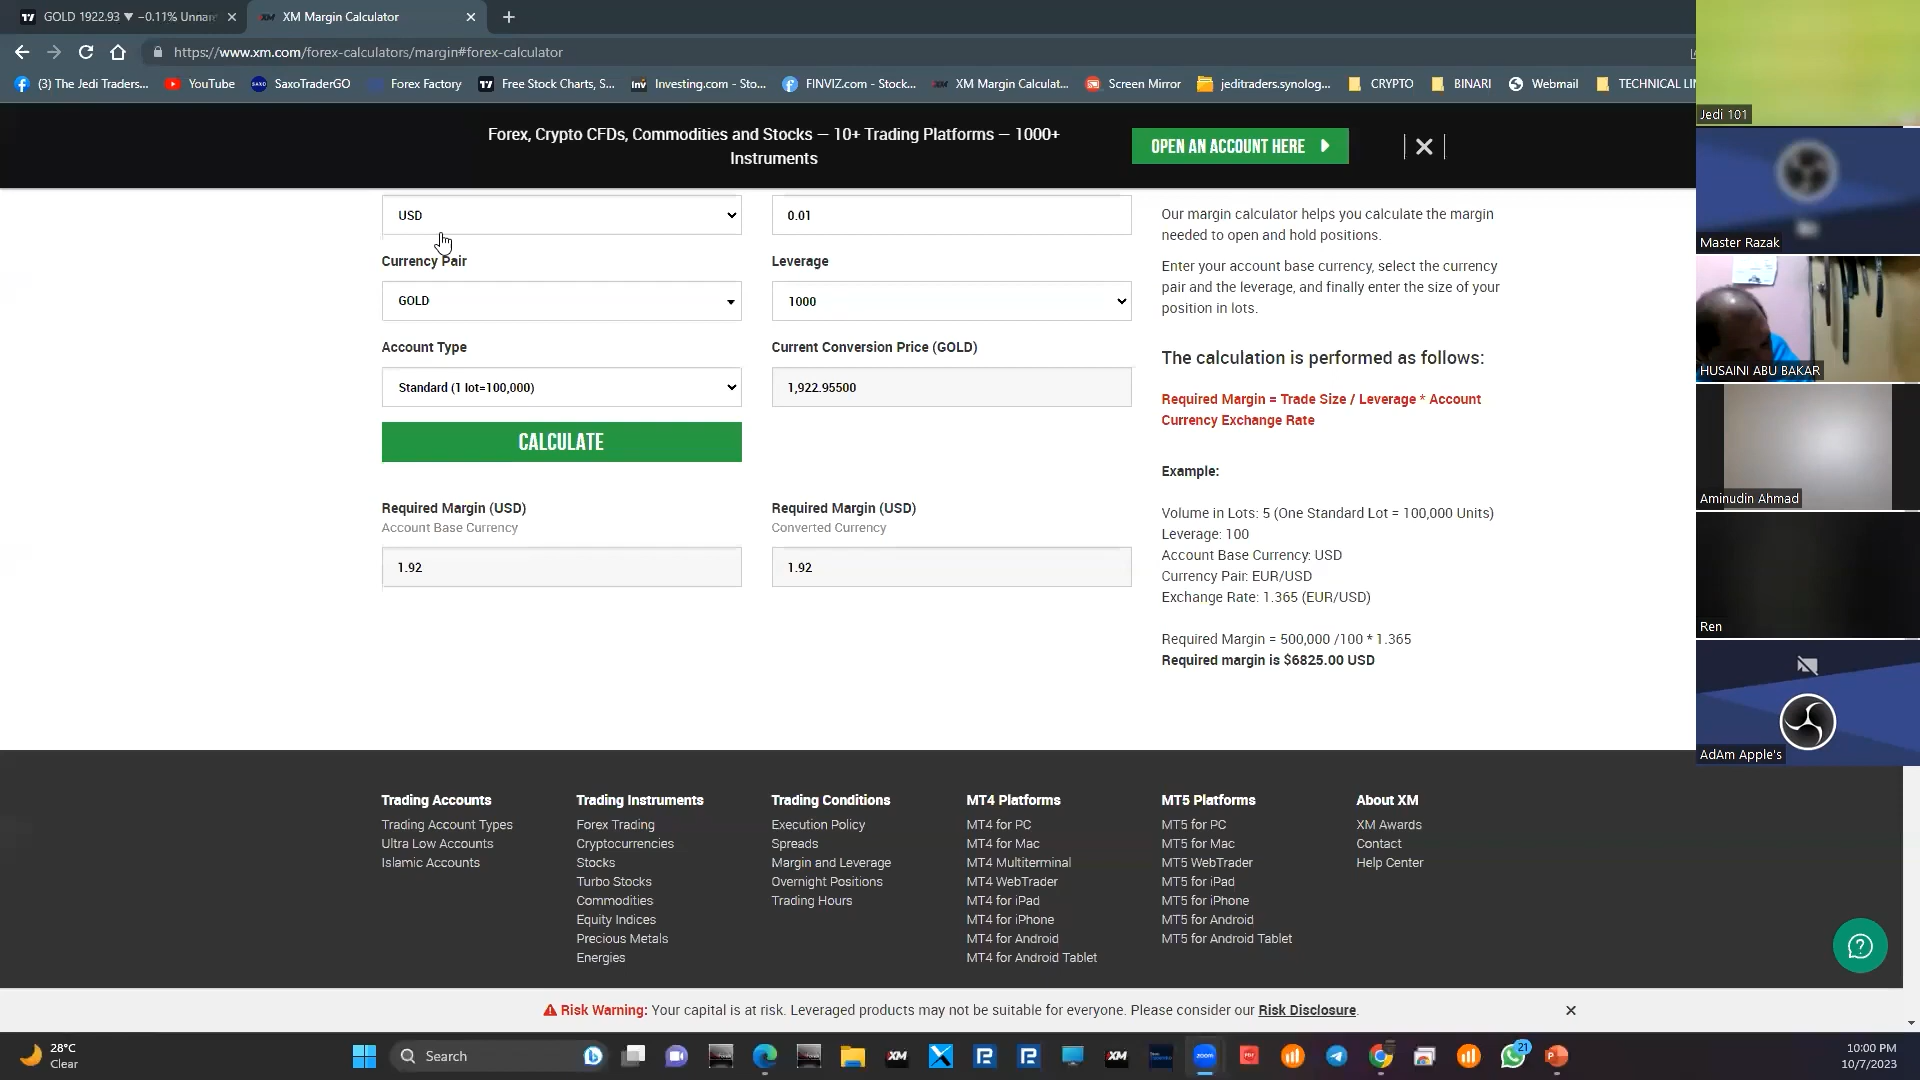 GOLD 1922.93 ▼ −0.11% Unnar
XM Margin Calculator
https://www.xm.com/forex-calculators/margin#forex-calculator
(3) The Jedi Traders...
YouTube
SaxoTraderGO
Forex Factory
Free Stock Charts, S...
Investing.com - Sto...
FINVIZ.com - Stock...
XM Margin Calculat...
Screen Mirror
jeditraders.synolog...
CRYPTO
BINARI
Webmail
TECHNICAL LIN
Forex, Crypto CFDs, Commodities and Stocks — 10+ Trading Platforms — 1000+
Instruments
OPEN AN ACCOUNT HERE
USD
0.01
Currency Pair
Leverage
GOLD
1000
Account Type
Current Conversion Price (GOLD)
Standard (1 lot=100,000)
1,922.95500
CALCULATE
Required Margin (USD)
Account Base Currency
Required Margin (USD)
Converted Currency
1.92
1.92
Our margin calculator helps you calculate the margin
needed to open and hold positions.
Enter your account base currency, select the currency
pair and the leverage, and finally enter the size of your
position in lots.
The calculation is performed as follows:
Required Margin = Trade Size / Leverage * Account
Currency Exchange Rate
Example:
Volume in Lots: 5 (One Standard Lot = 100,000 Units)
Leverage: 100
Account Base Currency: USD
Currency Pair: EUR/USD
Exchange Rate: 1.365 (EUR/USD)
Required Margin = 500,000 /100 * 1.365
Required margin is $6825.00 USD
Jedi 101
Master Razak
HUSAINI ABU BAKAR
Aminudin Ahmad
Ren
AdAm Apple's
Trading Accounts
Trading Account Types
Ultra Low Accounts
Islamic Accounts
Trading Instruments
Forex Trading
Cryptocurrencies
Stocks
Turbo Stocks
Commodities
Equity Indices
Precious Metals
Energies
Trading Conditions
Execution Policy
Spreads
Margin and Leverage
Overnight Positions
Trading Hours
MT4 Platforms
MT4 for PC
MT4 for Mac
MT4 Multiterminal
MT4 WebTrader
MT4 for iPad
MT4 for iPhone
MT4 for Android
MT4 for Android Tablet
MT5 Platforms
MT5 for PC
MT5 for Mac
MT5 WebTrader
MT5 for iPad
MT5 for iPhone
MT5 for Android
MT5 for Android Tablet
About XM
XM Awards
Contact
Help Center
Risk Warning: Your capital is at risk. Leveraged products may not be suitable for everyone. Please consider our Risk Disclosure.
28°C
Clear
Search
XM
XM
zoom
21
10:00 PM
10/7/2023